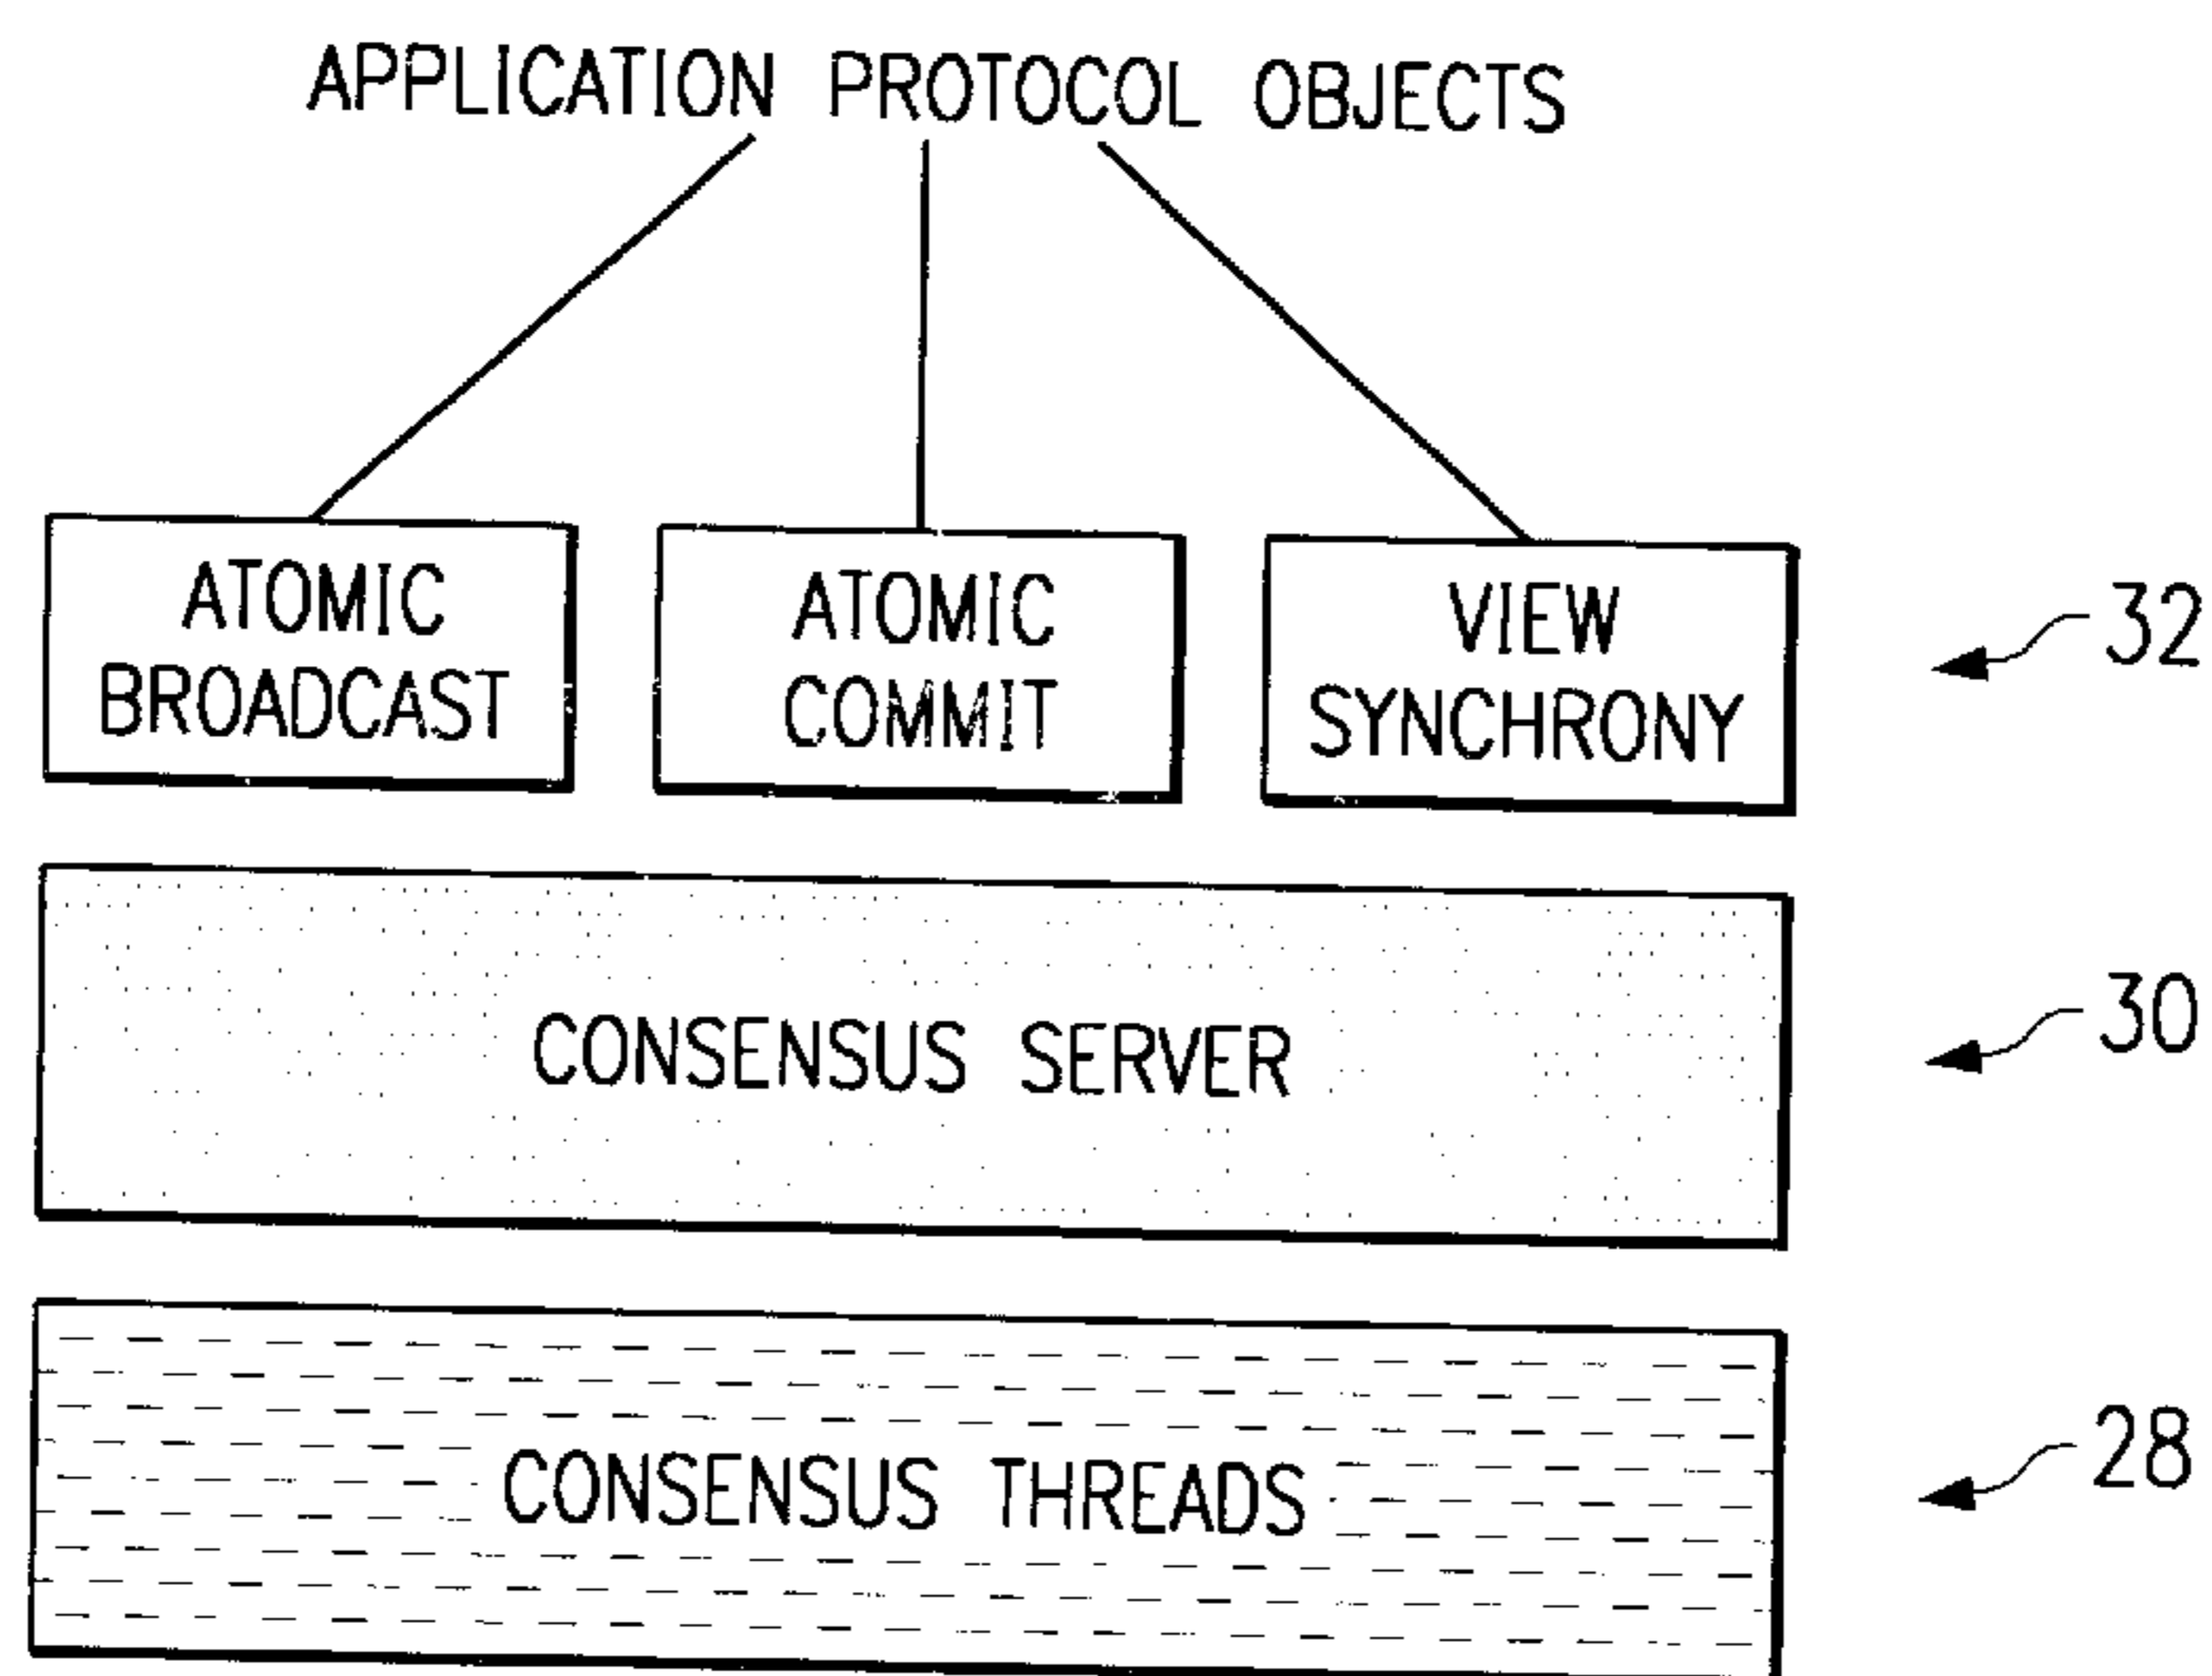 APPLICATION PROTOCOL OBJECTS
ATOMIC
BROADCAST
ATOMIC
COMMIT
VIEW
SYNCHRONY
32
CONSENSUS SERVER
30
CONSENSUS THREADS
28